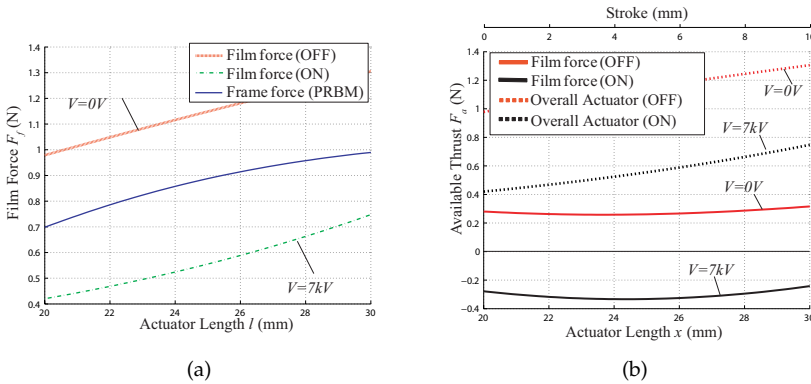 1.4
1.3
1.2
1.1
1
0.9
0.8
0.7
0.6
0.5
0.4
20 22 24 26 28 30
Film Force F_f (N)
Actuator Length l (mm)
Film force (OFF)
Film force (ON)
Frame force (PRBM)
V=0V
V=7kV
(a)
Stroke (mm)
0 2 4 6 8 10
1.4
1.2
1
0.8
0.6
0.4
0.2
0
−0.2
−0.4
20 22 24 26 28 30
Available Thrust F_a (N)
Actuator Length x (mm)
Film force (OFF)
Film force (ON)
Overall Actuator (OFF)
Overall Actuator (ON)
V=0V
V=7kV
V=0V
V=7kV
(b)